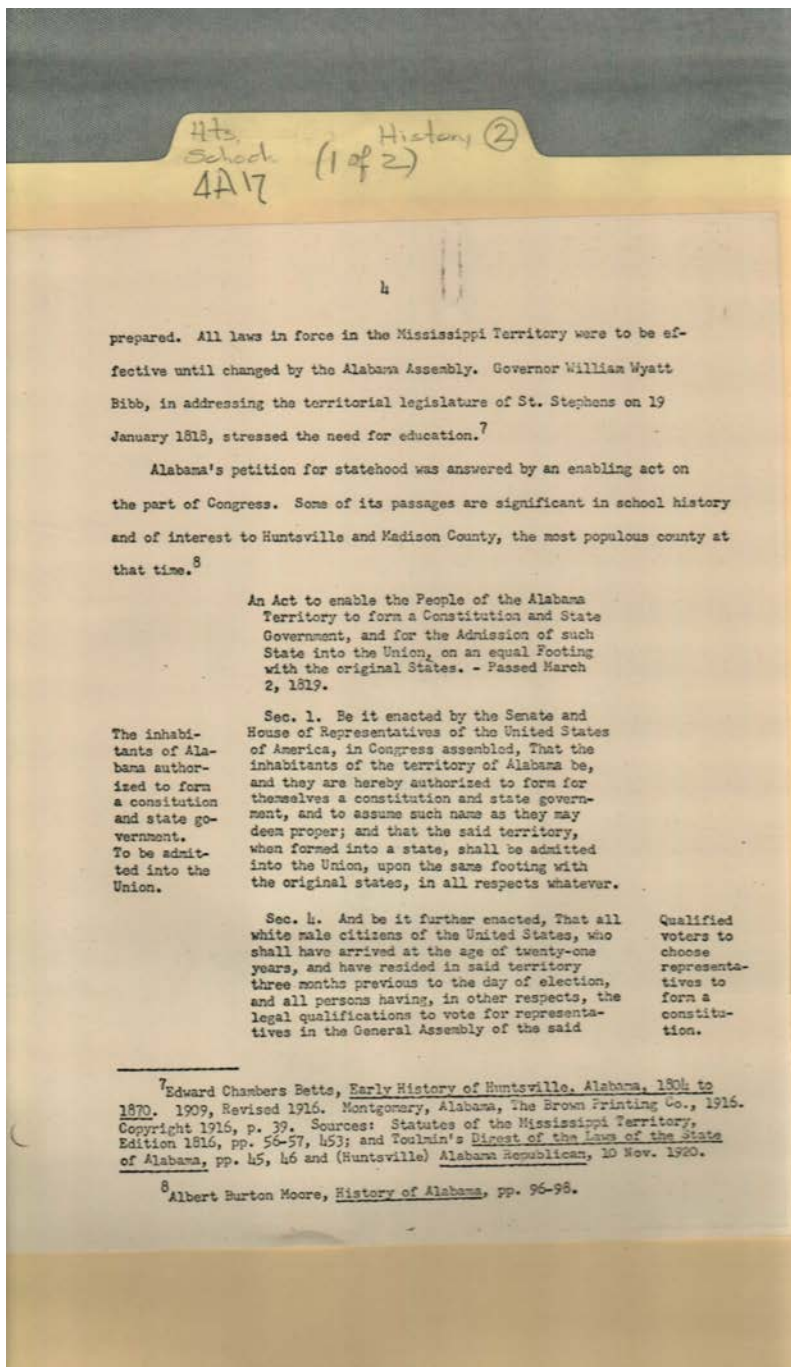 Hts. History ②
School (1 of 2)
4A17
4
prepared. All laws in force in the Mississippi Territory were to be ef-
fective until changed by the Alabama Assembly. Governor William Wyatt
Bibb, in addressing the territorial legislature of St. Stephens on 19
January 1818, stressed the need for education.7
Alabama's petition for statehood was answered by an enabling act on
the part of Congress. Some of its passages are significant in school history
and of interest to Huntsville and Madison County, the most populous county at
that time.8
An Act to enable the People of the Alabama
Territory to form a Constitution and State
Government, and for the Admission of such
State into the Union, on an equal Footing
with the original States. - Passed March
2, 1819.
The inhabi-
tants of Ala-
bama author-
ized to form
a consitution
and state go-
vernment.
To be admit-
ted into the
Union.
Sec. 1. Be it enacted by the Senate and
House of Representatives of the United States
of America, in Congress assembled, That the
inhabitants of the territory of Alabama be,
and they are hereby authorized to form for
themselves a constitution and state govern-
ment, and to assume such name as they may
deem proper; and that the said territory,
when formed into a state, shall be admitted
into the Union, upon the same footing with
the original states, in all respects whatever.
Sec. 4. And be it further enacted, That all
white male citizens of the United States, who
shall have arrived at the age of twenty-one
years, and have resided in said territory
three months previous to the day of election,
and all persons having, in other respects, the
legal qualifications to vote for representa-
tives in the General Assembly of the said
Qualified
voters to
choose
representa-
tives to
form a
constitu-
tion.
7Edward Chambers Betts, Early History of Huntsville. Alabama, 1804 to
1870. 1909, Revised 1916. Montgomery, Alabama, The Brown Printing Co., 1916.
Copyright 1916, p. 39. Sources: Statutes of the Mississippi Territory,
Edition 1816, pp. 56-57, 453; and Toulmin's Digest of the Laws of the State
of Alabama, pp. 45, 46 and (Huntsville) Alabama Republican, 10 Nov. 1920.
8Albert Burton Moore, History of Alabama, pp. 96-98.